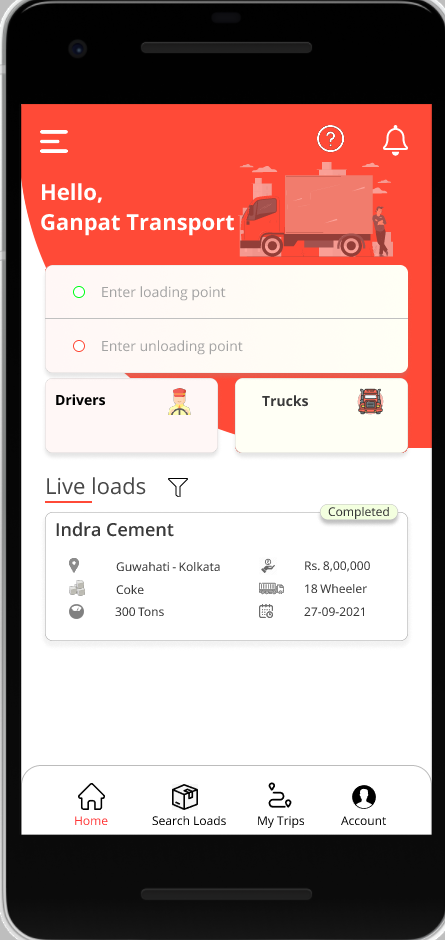 Hello,
Ganpat Transport
Enter loading point
Enter unloading point
Drivers
Trucks
Live loads
Completed
Indra Cement
Guwahati - Kolkata
Rs. 8,00,000
Coke
18 Wheeler
300 Tons
27-09-2021
Home
Search Loads
My Trips
Account